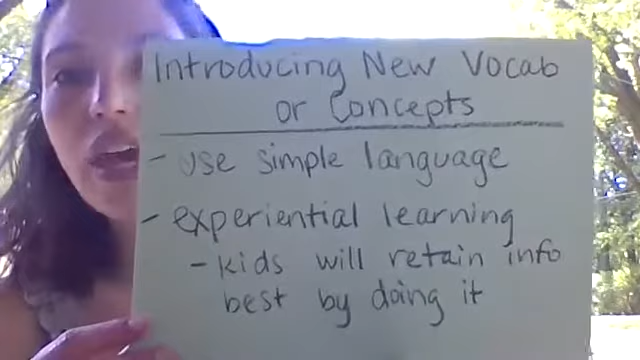 Introducing New Vocab
or Concepts
- use simple language
- experiential learning
- kids will retain info
best by doing it